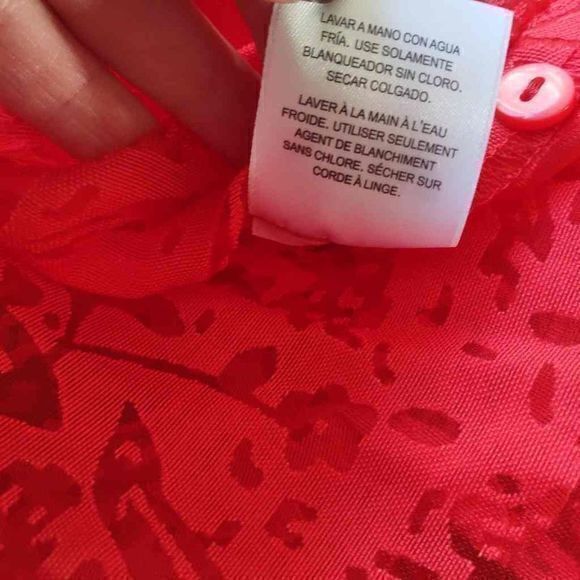 LAVAR A MANO CON AGUA
FRÍA. USE SOLAMENTE
BLANQUEADOR SIN CLORO.
SECAR COLGADO.
LAVER À LA MAIN À L'EAU
FROIDE. UTILISER SEULEMENT
AGENT DE BLANCHIMENT
SANS CHLORE. SÉCHER SUR
CORDE À LINGE.